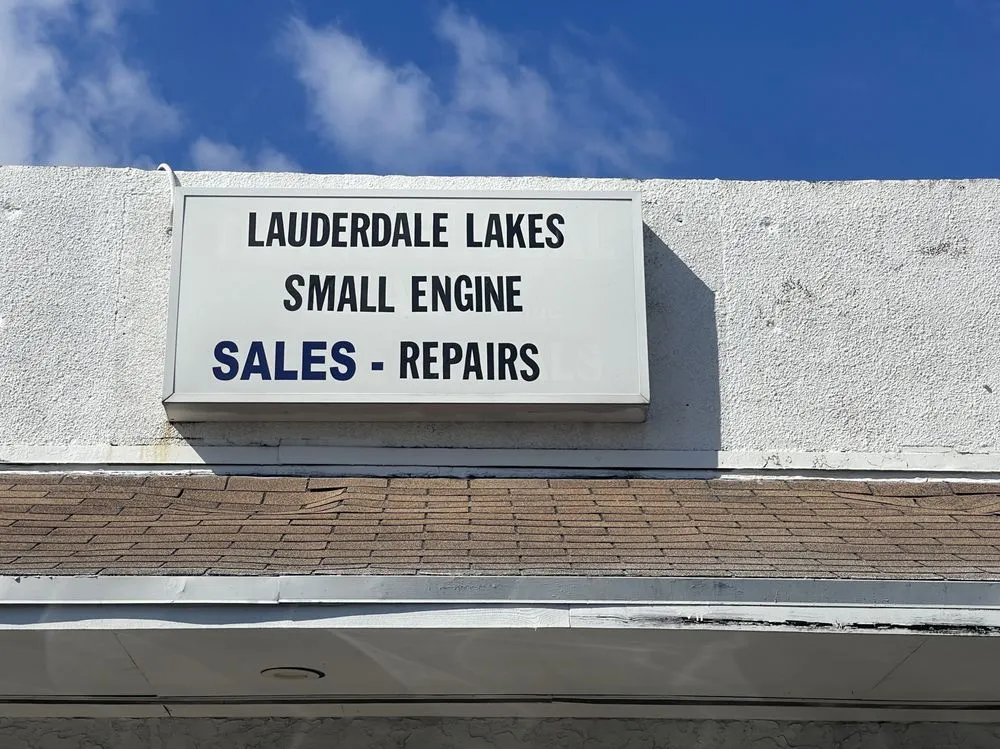 LAUDERDALE LAKES
SMALL ENGINE
SALES - REPAIRS